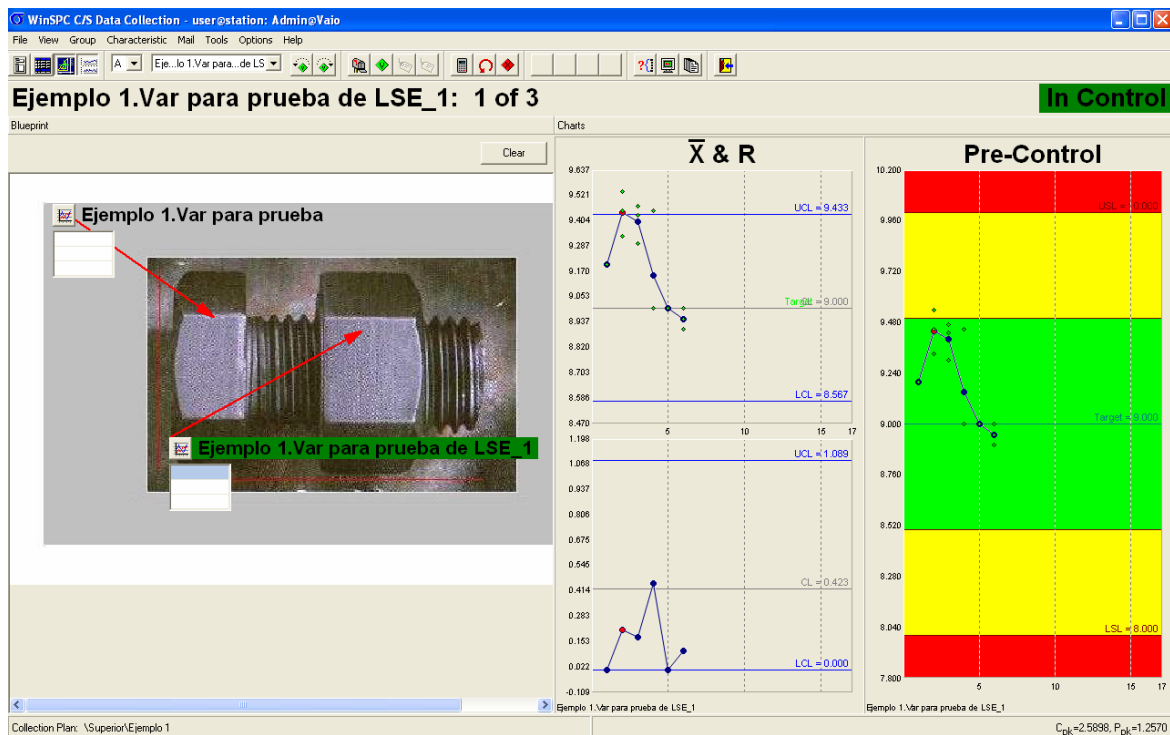 WinSPC C/S Data Collection - user@station: Admin@Vaio
File View Group Characteristic Mail Tools Options Help
A Eje...lo 1.Var para...de LS
Ejemplo 1.Var para prueba de LSE_1: 1 of 3
In Control
Blueprint
Charts
Clear
Ejemplo 1.Var para prueba
Ejemplo 1.Var para prueba de LSE_1
X & R
9.637
9.521
9.404
9.287
9.170
9.053
8.937
8.820
8.703
8.586
8.470
UCL = 9.433
Target
CL = 9.000
LCL = 8.567
5 10 15 17
1.198
1.068
0.937
0.806
0.675
0.545
0.414
0.283
0.153
0.022
-0.109
UCL = 1.089
CL = 0.423
LCL = 0.000
5 10 15 17
Ejemplo 1.Var para prueba de LSE_1
Pre-Control
10.200
9.960
9.720
9.480
9.240
9.000
8.760
8.520
8.280
8.040
7.800
Target = 9.000
LSL = 8.000
5 10 15 17
Ejemplo 1.Var para prueba de LSE_1
Collection Plan: \Superior\Ejemplo 1
Cpk=2.5898, Ppk=1.2570